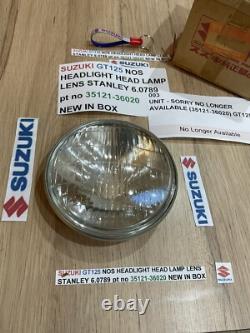 SUZUKI GT125 NOS
HEADLIGHT HEAD LAMP
LENS STANLEY 6.0789
pt no 35121-36020
NEW IN BOX
003
UNIT - SORRY NO LONGER
AVAILABLE (35121-36020) GT12
No Longer Available
SUZUKI
SUZUKI
SUZUKI
SUZUKI GT125 NOS HEADLIGHT HEAD LAMP LENS
STANLEY 6.0789 pt no 35121-36020 NEW IN BOX